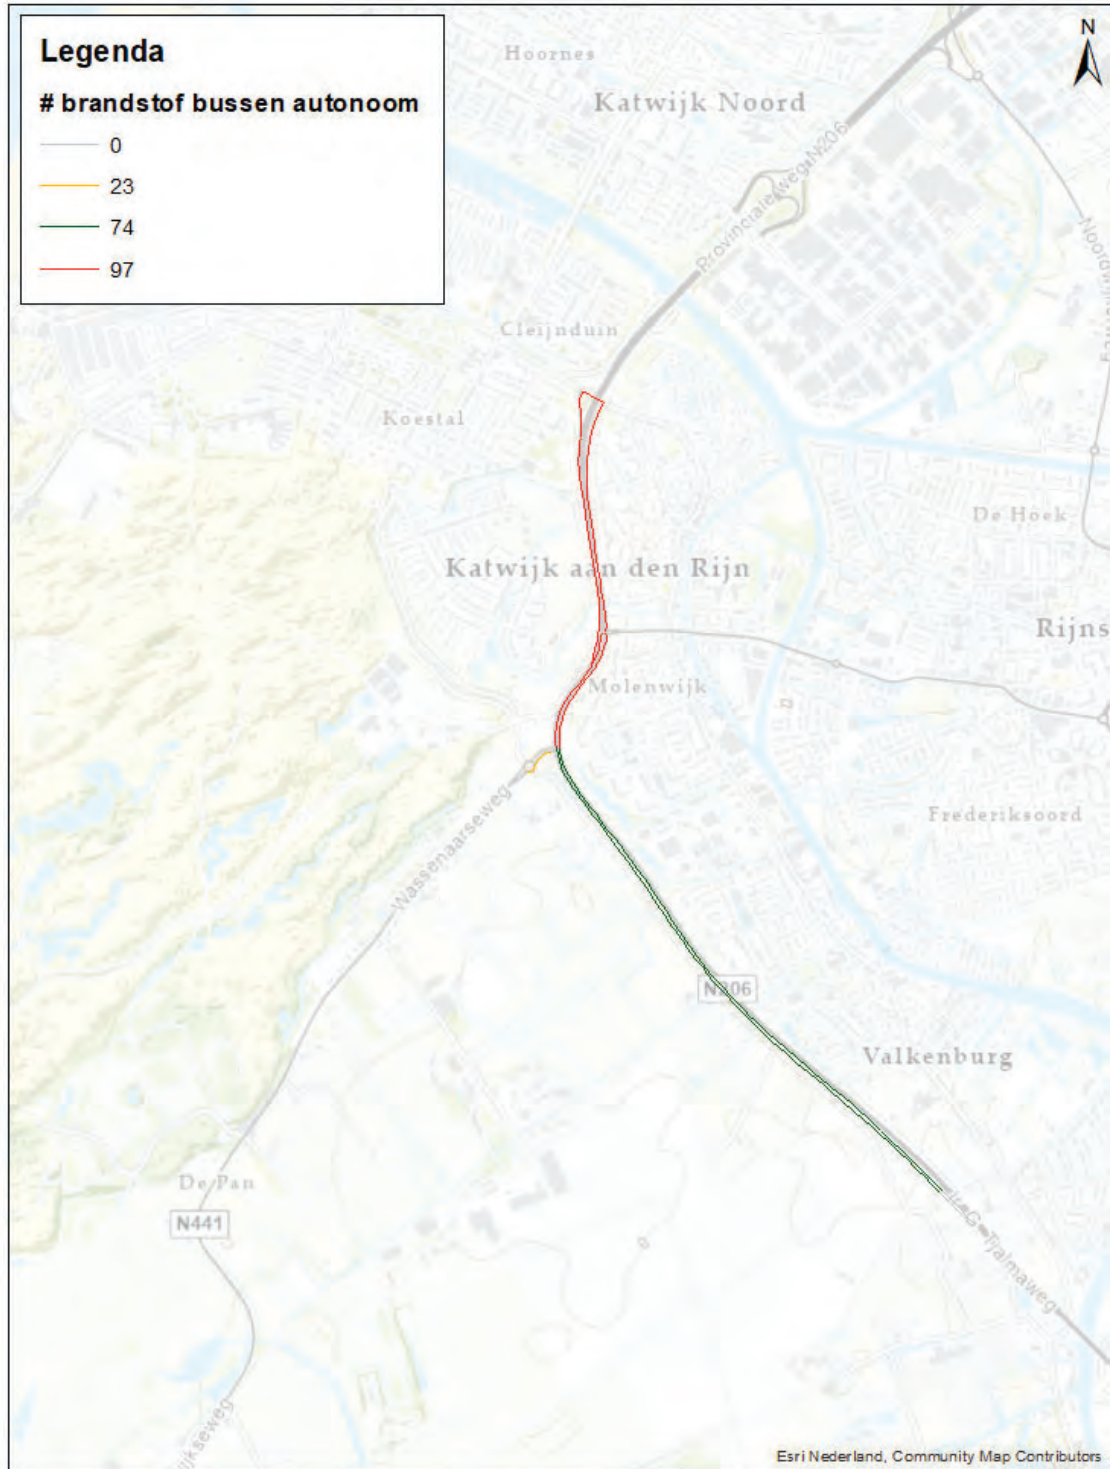 Legenda
# brandstof bussen autonoom
0
23
74
97
N
Hoornes
Katwijk Noord
Provincialeweg-N206
Cleijnduin
Koestal
De Hoek
Katwijk aan den Rijn
Rijns
Molenwijk
Wassenaarseweg
Frederiksoord
N206
Valkenburg
De Pan
N441
Tjalmaweg
Esri Nederland, Community Map Contributors